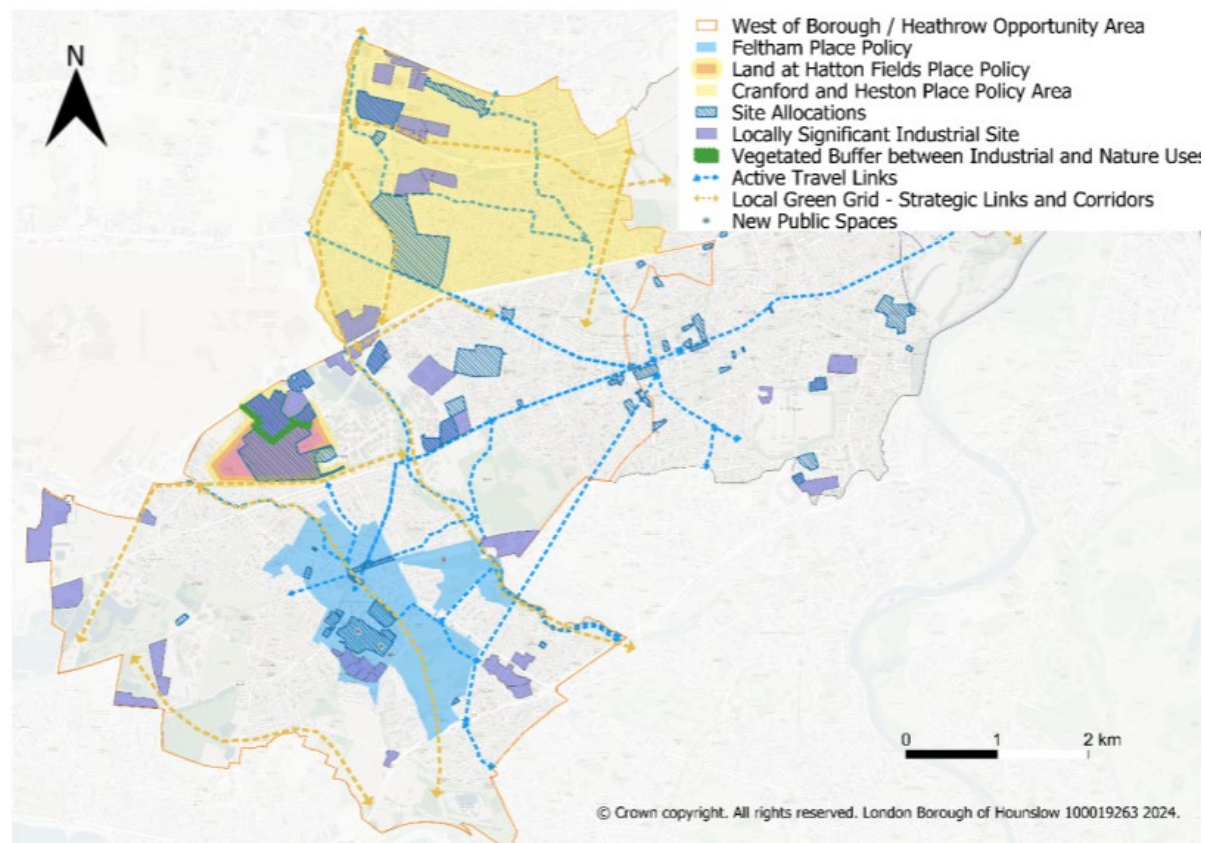 N
West of Borough / Heathrow Opportunity Area
Feltham Place Policy
Land at Hatton Fields Place Policy
Cranford and Heston Place Policy Area
Site Allocations
Locally Significant Industrial Site
Vegetated Buffer between Industrial and Nature Uses
Active Travel Links
Local Green Grid - Strategic Links and Corridors
New Public Spaces
0 1 2 km
© Crown copyright. All rights reserved. London Borough of Hounslow 100019263 2024.